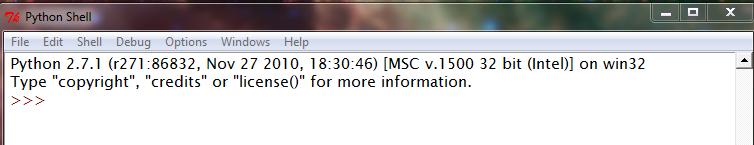 Python Shell
File Edit Shell Debug Options Windows Help
Python 2.7.1 (r271:86832, Nov 27 2010, 18:30:46) [MSC v.1500 32 bit (Intel)] on win32
Type "copyright", "credits" or "license()" for more information.
>>>